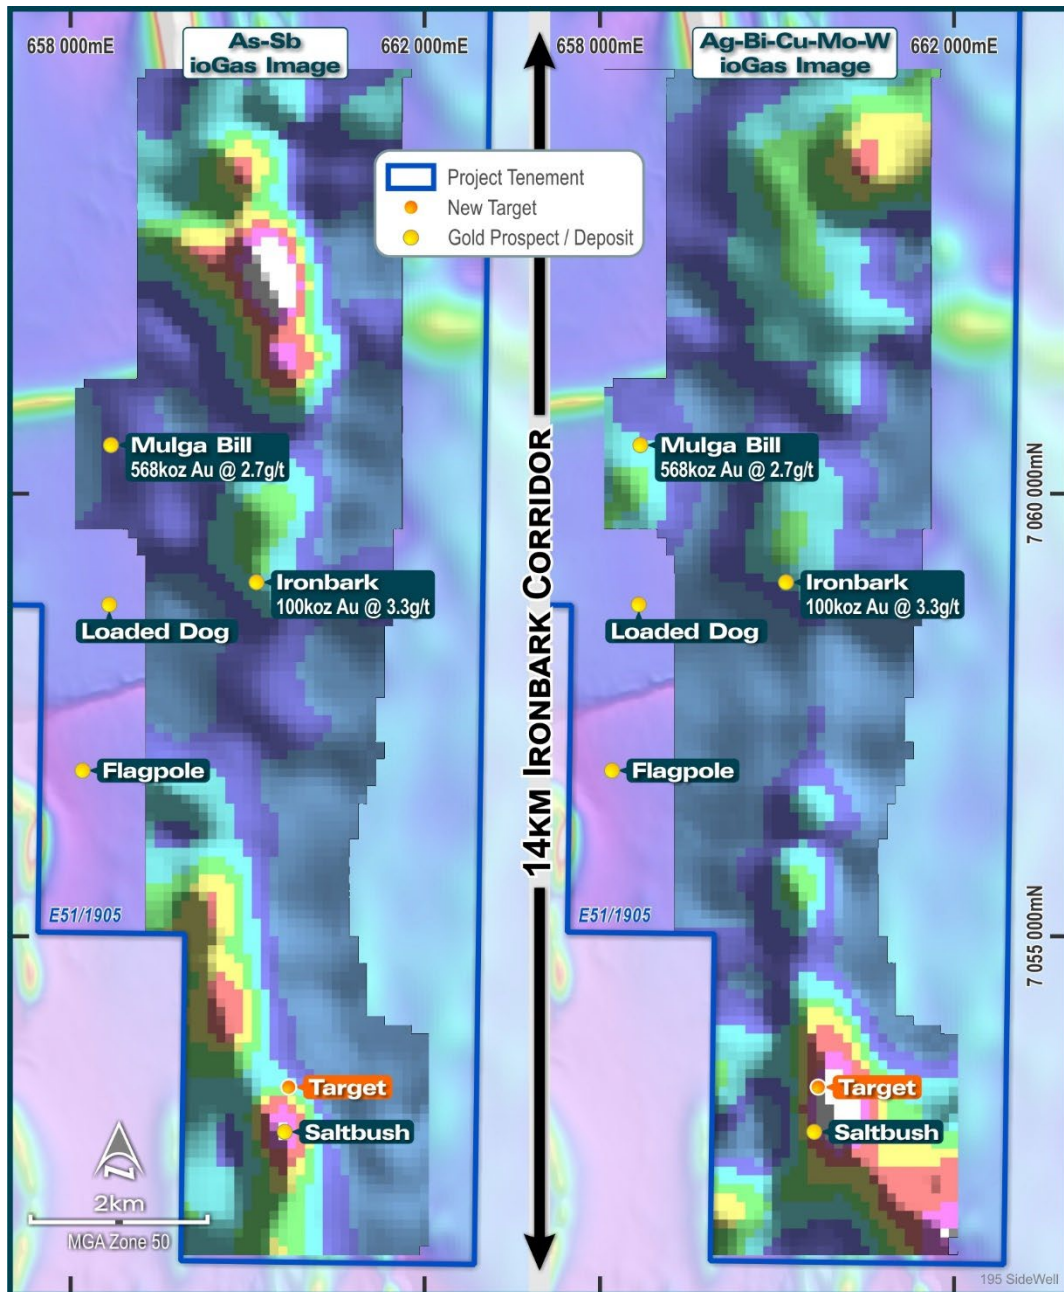 658 000mE
As-Sb
ioGas Image
662 000mE
658 000mE
Ag-Bi-Cu-Mo-W
ioGas Image
662 000mE
Project Tenement
New Target
Gold Prospect / Deposit
14KM IRONBARK CORRIDOR
Mulga Bill
568koz Au @ 2.7g/t
Ironbark
100koz Au @ 3.3g/t
Loaded Dog
Flagpole
E51/1905
Target
Saltbush
N
2km
MGA Zone 50
Mulga Bill
568koz Au @ 2.7g/t
Ironbark
100koz Au @ 3.3g/t
Loaded Dog
Flagpole
E51/1905
Target
Saltbush
7 060 000mN
7 055 000mN
195 SideWell